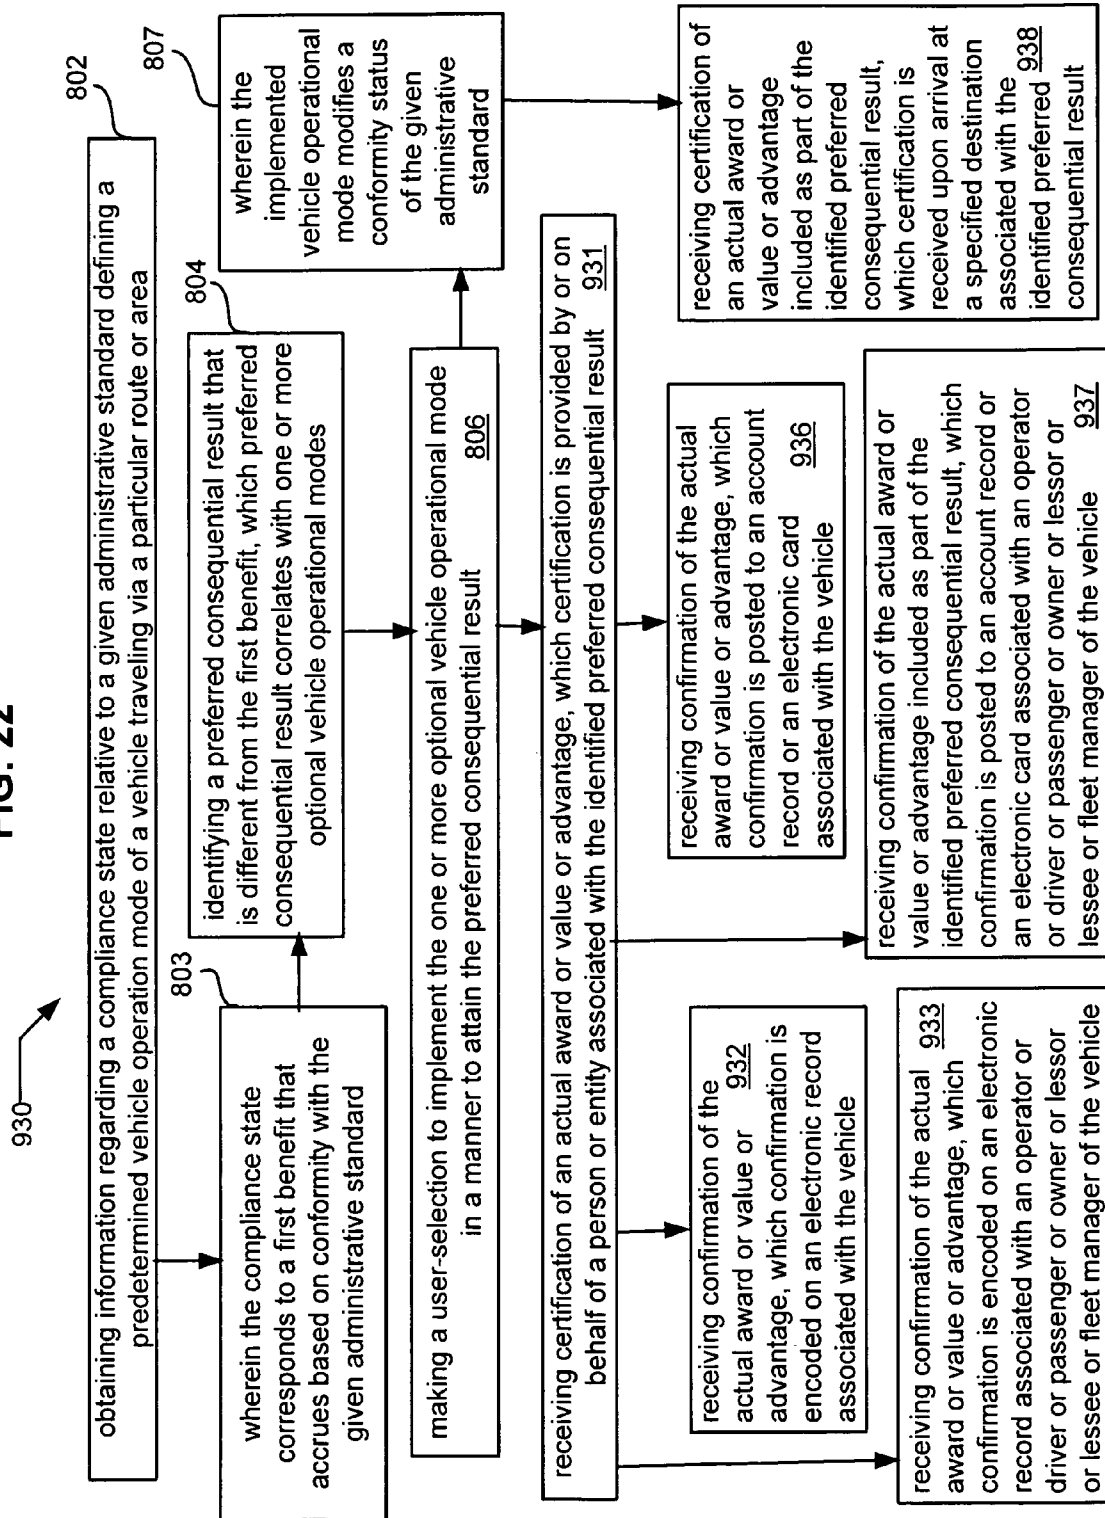 FIG. 22
930
802
obtaining information regarding a compliance state relative to a given administrative standard defining a
predetermined vehicle operation mode of a vehicle traveling via a particular route or area
803
wherein the compliance state
corresponds to a first benefit that
accrues based on conformity with the
given administrative standard
804
identifying a preferred consequential result that
is different from the first benefit, which preferred
consequential result correlates with one or more
optional vehicle operational modes
807
wherein the
implemented
vehicle operational
mode modifies a
conformity status
of the given
administrative
standard
making a user-selection to implement the one or more optional vehicle operational mode
in a manner to attain the preferred consequential result 806
receiving certification of an actual award or value or advantage, which certification is provided by or on
behalf of a person or entity associated with the identified preferred consequential result 931
receiving confirmation of the
actual award or value or 932
advantage, which confirmation is
encoded on an electronic record
associated with the vehicle
receiving confirmation of the actual
award or value or advantage, which
confirmation is posted to an account
record or an electronic card 936
associated with the vehicle
receiving certification of
an actual award or
value or advantage
included as part of the
identified preferred
consequential result,
which certification is
received upon arrival at
a specified destination
associated with the
identified preferred 938
consequential result
receiving confirmation of the actual 933
award or value or advantage, which
confirmation is encoded on an electronic
record associated with an operator or
driver or passenger or owner or lessor
or lessee or fleet manager of the vehicle
receiving confirmation of the actual award or
value or advantage included as part of the
identified preferred consequential result, which
confirmation is posted to an account record or
an electronic card associated with an operator
or driver or passenger or owner or lessor or
lessee or fleet manager of the vehicle 937